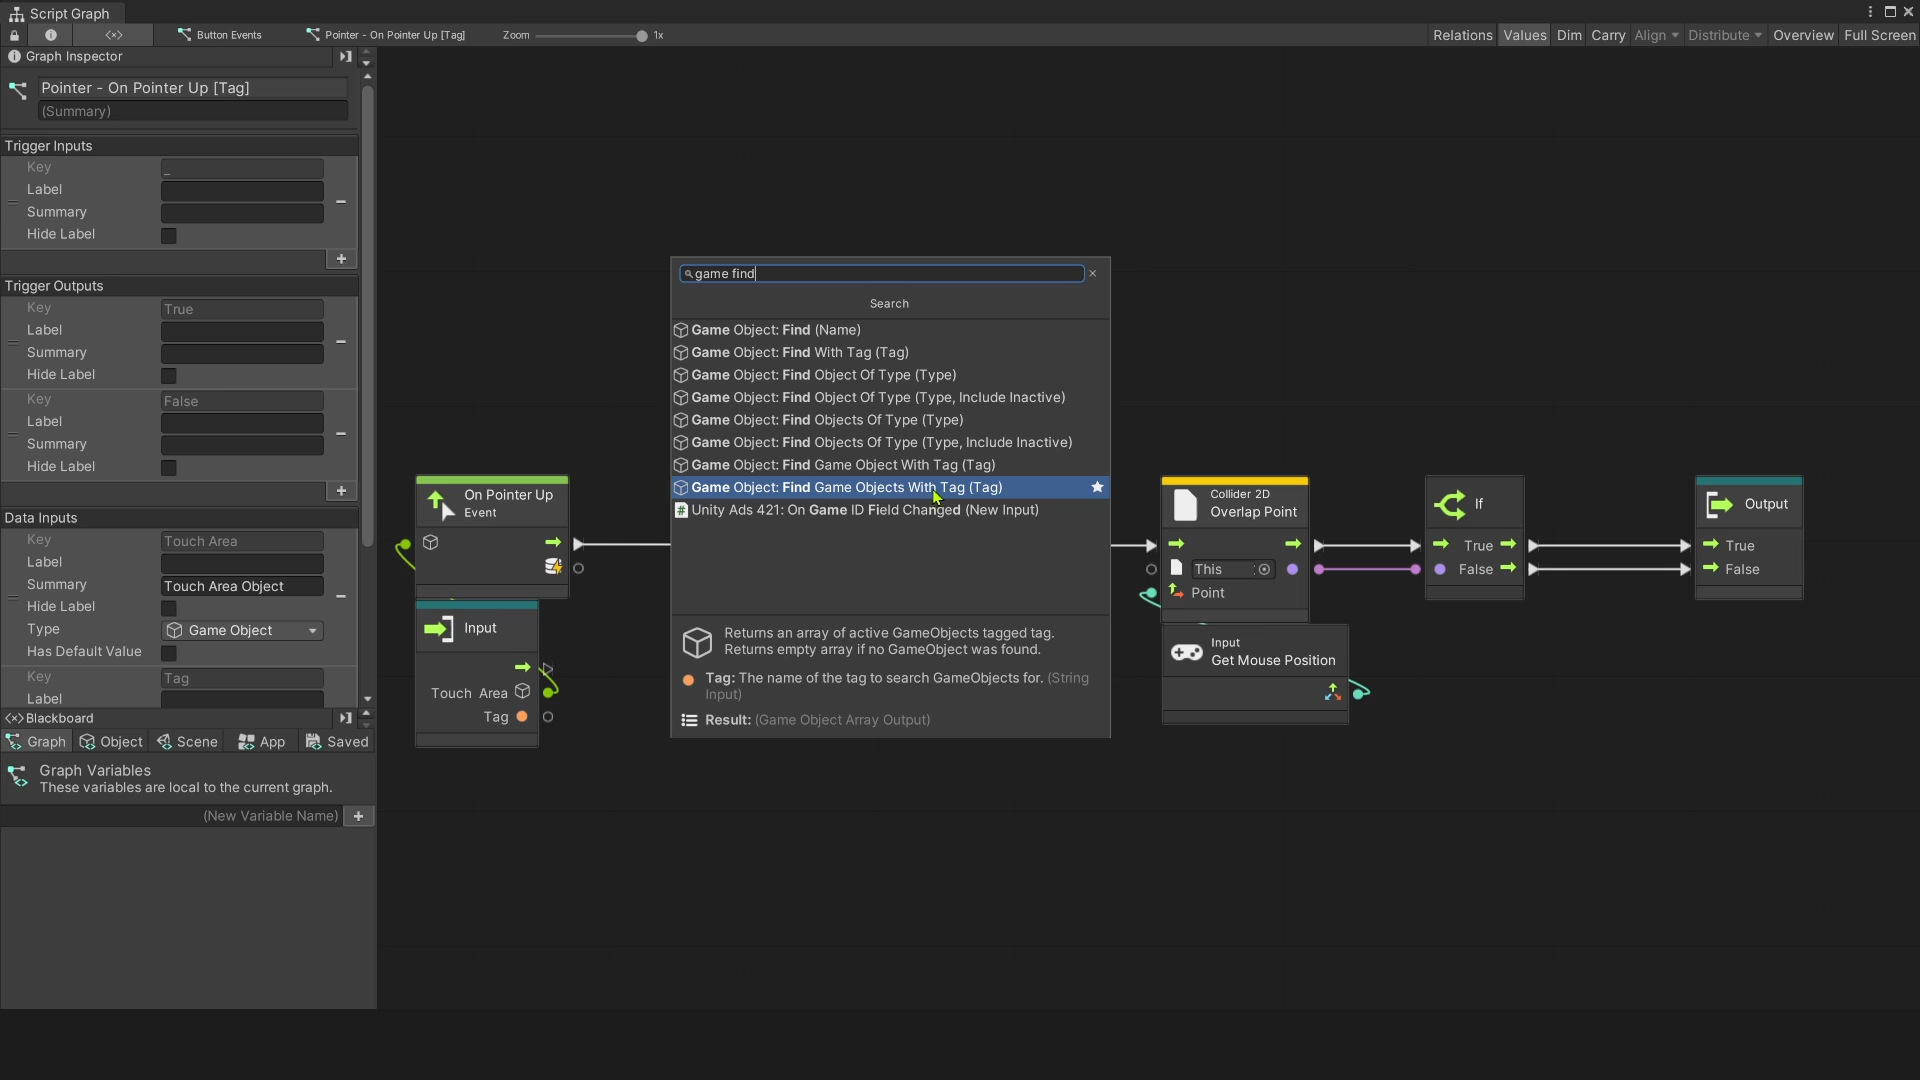 Script Graph
Button Events
Pointer - On Pointer Up [Tag]
Zoom
1x
Relations
Values
Dim
Carry
Align
Distribute
Overview
Full Screen
Graph Inspector
Pointer - On Pointer Up [Tag]
(Summary)
Trigger Inputs
Key
_
Label
Summary
Hide Label
Trigger Outputs
Key
True
Label
Summary
Hide Label
Key
False
Label
Summary
Hide Label
Data Inputs
Key
Touch Area
Label
Summary
Touch Area Object
Hide Label
Type
Game Object
Has Default Value
Key
Tag
Label
<×>Blackboard
Graph
Object
Scene
App
Saved
Graph Variables
These variables are local to the current graph.
(New Variable Name)
On Pointer Up
Event
Input
Touch Area
Tag
game find
Search
Game Object: Find (Name)
Game Object: Find With Tag (Tag)
Game Object: Find Object Of Type (Type)
Game Object: Find Object Of Type (Type, Include Inactive)
Game Object: Find Objects Of Type (Type)
Game Object: Find Objects Of Type (Type, Include Inactive)
Game Object: Find Game Object With Tag (Tag)
Game Object: Find Game Objects With Tag (Tag)
Unity Ads 421: On Game ID Field Changed (New Input)
Returns an array of active GameObjects tagged tag.
Returns empty array if no GameObject was found.
Tag: The name of the tag to search GameObjects for. (String
Input)
Result: (Game Object Array Output)
Collider 2D
Overlap Point
This
Point
Input
Get Mouse Position
If
True
False
Output
True
False